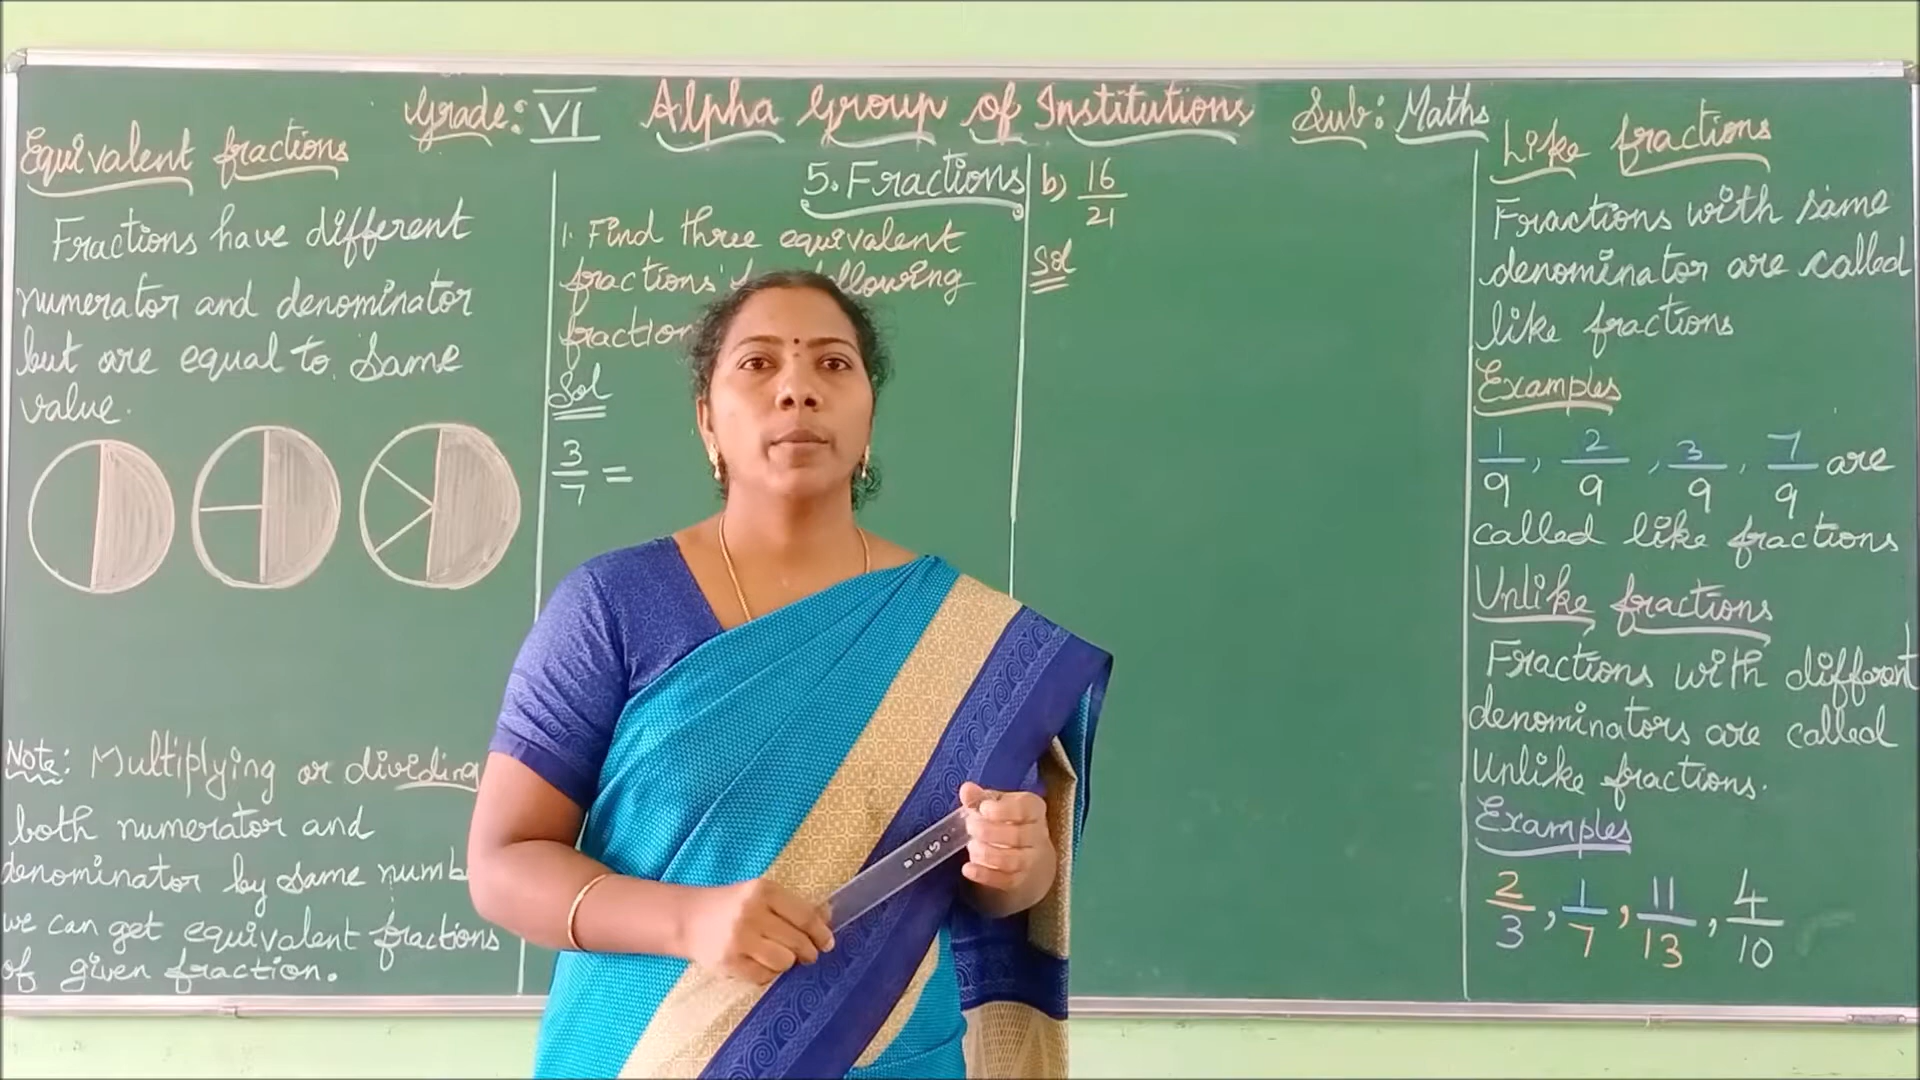 Grade: VI Alpha Group of Institutions Sub: Maths
Equivalent fractions
Fractions have different
numerator and denominator
but are equal to same
value.
Note: Multiplying or dividing
both numerator and
denominator by same
we can get equivalent fractions
of given fraction.
5. Fractions
1. Find three equivalent
fractions
Sol
3/7 =
b) 16/21
Sol
Like fractions
Fractions with same
denominator are called
like fractions
Examples
1/9, 2/9, 3/9, 7/9 are
called like fractions
Unlike fractions
Fractions with different
denominators are called
Unlike fractions.
Examples
2/3, 1/7, 11/13, 4/10